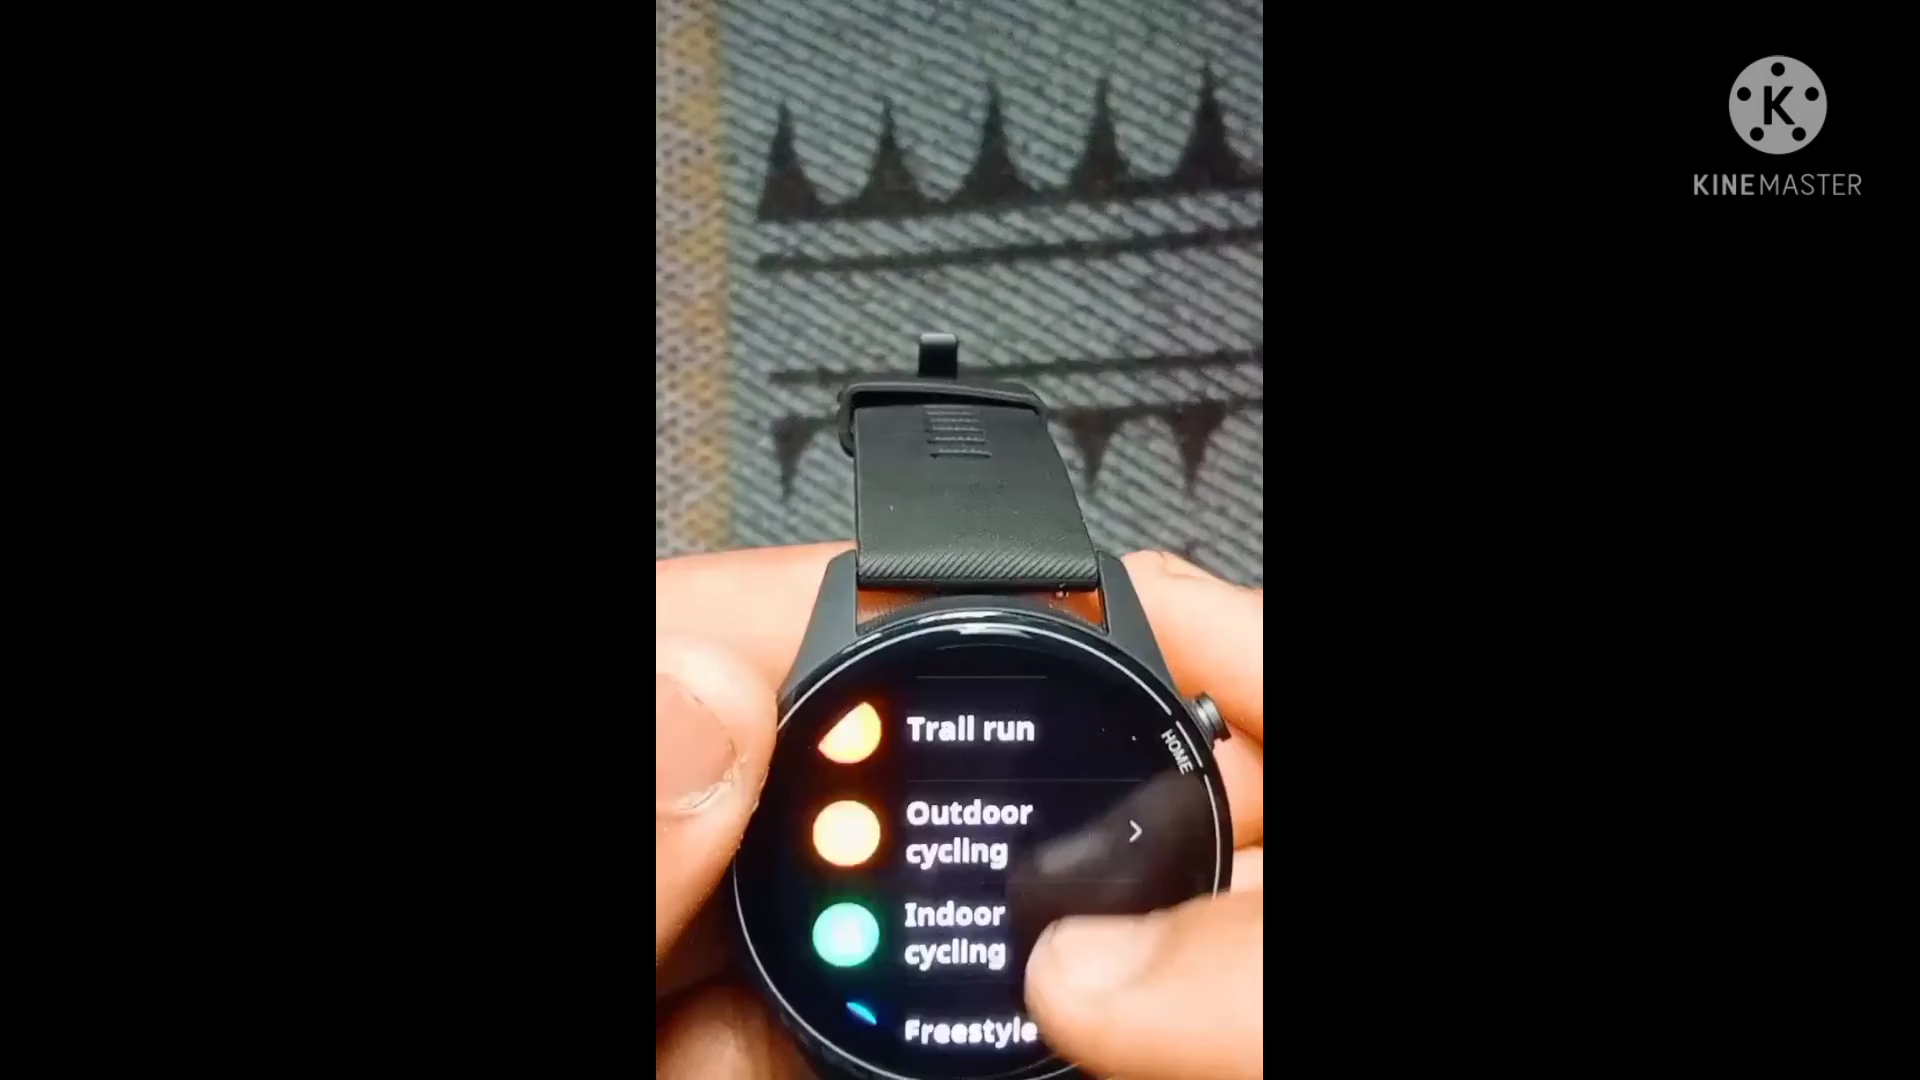 KINEMASTER
K
HOME
Trail run
Outdoor
cycling
Indoor
cycling
Freestyle